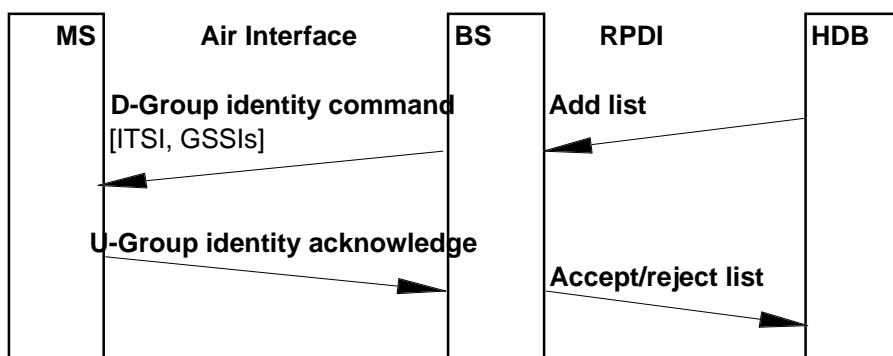 MS Air Interface BS RPDI HDB
D-Group identity command Add list
[ITSI, GSSIs]
U-Group identity acknowledge
Accept/reject list